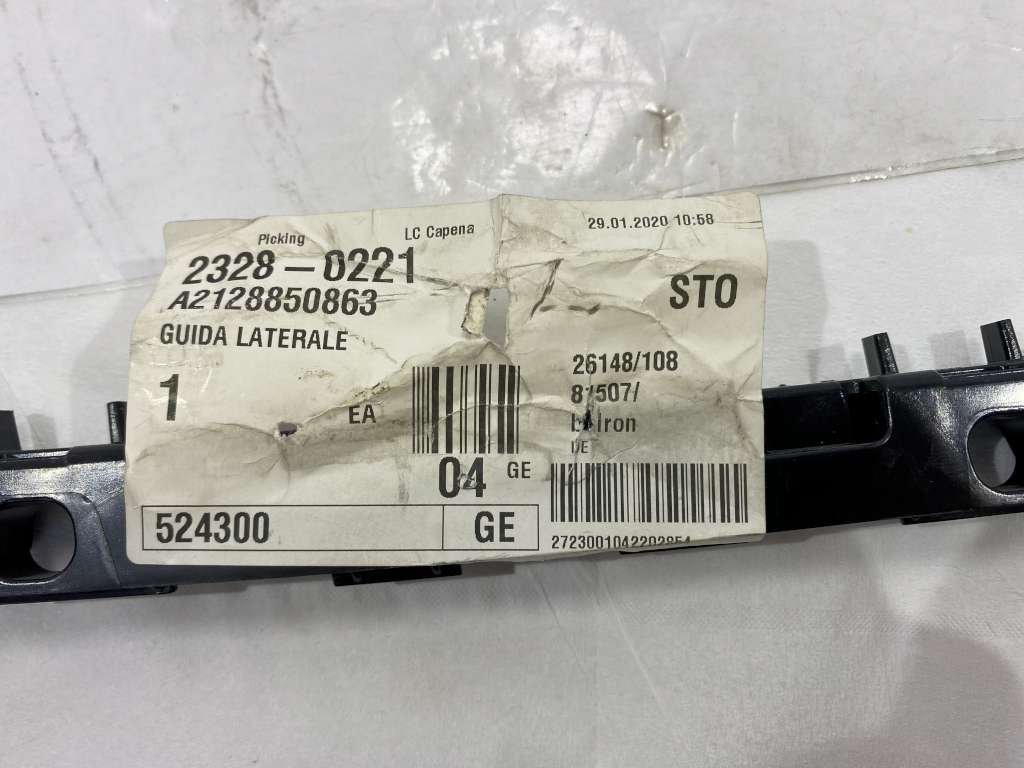 Picking
LC Capena
29.01.2020 10:58
2328-0221
A2128850863
STO
GUIDA LATERALE
26148/108
1
EA
04 GE
DE
524300
GE